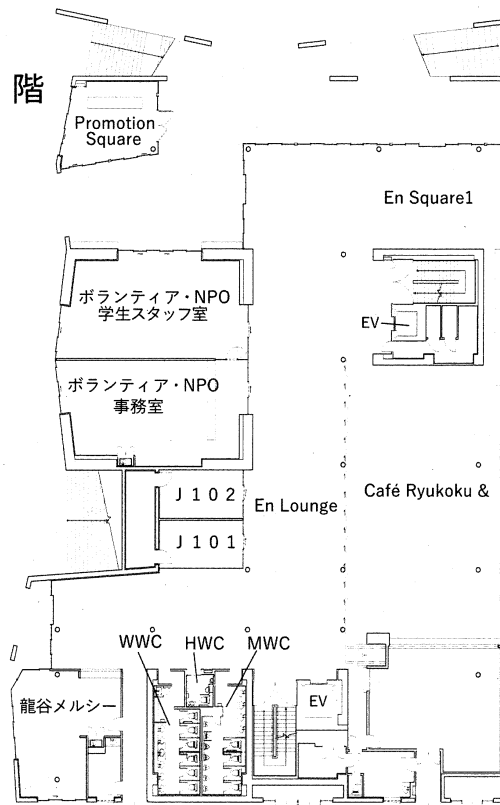 階
Promotion
Square
En Square1
ボランティア・NPO
学生スタッフ室
EV
ボランティア・NPO
事務室
J 1 0 2
En Lounge
Café Ryukoku &
J 1 0 1
WWC
HWC
MWC
龍谷メルシー
EV